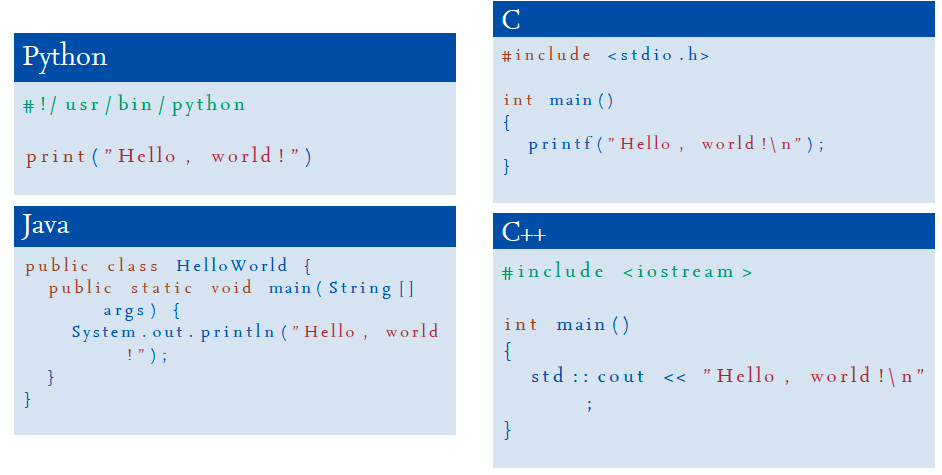 Python
#!/usr/bin/python
print("Hello, world!")
Java
public class HelloWorld {
public static void main(String[]
args) {
System.out.println("Hello, world
!");
}
}
C
#include <stdio.h>
int main()
{
printf("Hello, world!\n");
}
C++
#include <iostream>
int main()
{
std::cout << "Hello, world!\n"
;
}